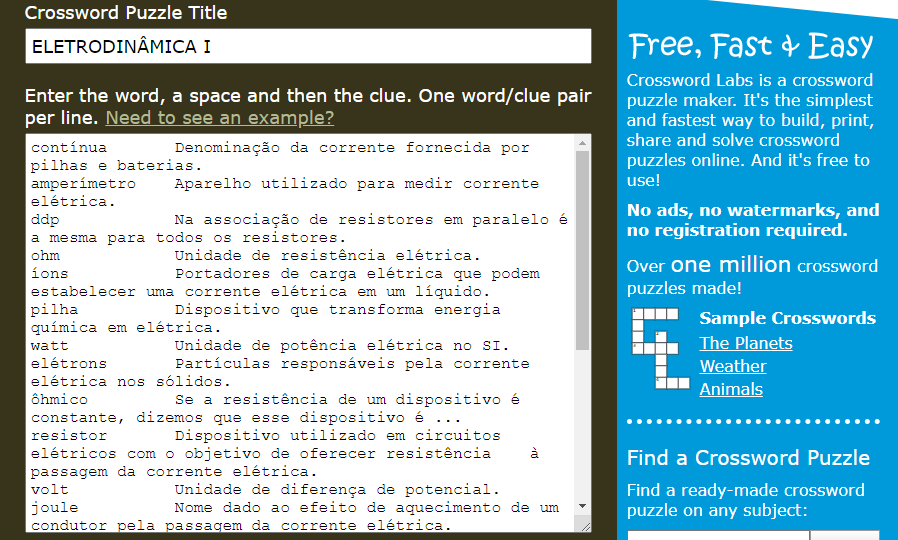 Crossword Puzzle Title
ELETRODINÂMICA I
Enter the word, a space and then the clue. One word/clue pair
per line. Need to see an example?
contínua Denominação da corrente fornecida por
pilhas e baterias.
amperímetro Aparelho utilizado para medir corrente
elétrica.
ddp Na associação de resistores em paralelo é
a mesma para todos os resistores.
ohm Unidade de resistência elétrica.
íons Portadores de carga elétrica que podem
estabelecer uma corrente elétrica em um líquido.
pilha Dispositivo que transforma energia
química em elétrica.
watt Unidade de potência elétrica no SI.
elétrons Partículas responsáveis pela corrente
elétrica nos sólidos.
ôhmico Se a resistência de um dispositivo é
constante, dizemos que esse dispositivo é ...
resistor Dispositivo utilizado em circuitos
elétricos com o objetivo de oferecer resistência à
passagem da corrente elétrica.
volt Unidade de diferença de potencial.
joule Nome dado ao efeito de aquecimento de um
condutor pela passagem da corrente elétrica.
Free, Fast & Easy
Crossword Labs is a crossword
puzzle maker. It's the simplest
and fastest way to build, print,
share and solve crossword
puzzles online. And it's free to
use!
No ads, no watermarks, and
no registration required.
Over one million crossword
puzzles made!
Sample Crosswords
The Planets
Weather
Animals
Find a Crossword Puzzle
Find a ready-made crossword
puzzle on any subject: